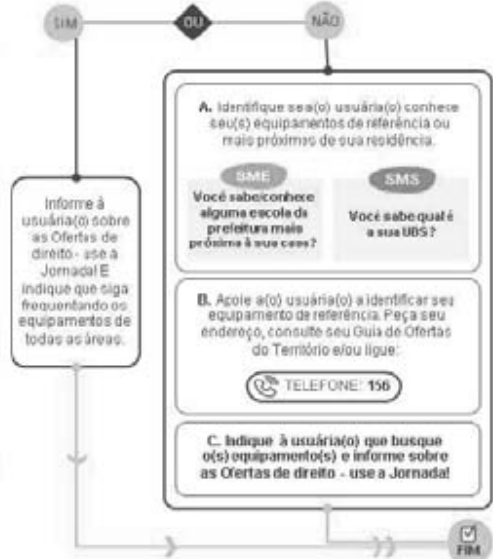 SIM
OU
NÃO
Informe à
usuária(o) sobre
as Ofertas de
direito - use a
Jornada! E
indique que siga
frequentando os
equipamentos de
todas as áreas.
A. Identifique se a(o) usuária(o) conhece
seu(s) equipamentos de referência ou
mais próximos de sua residência.
SME
Você sabe/conhece
alguma escola da
prefeitura mais
próxima à sua casa?
SMS
Você sabe qual é
a sua UBS?
B. Apoie a(o) usuária(o) a identificar seu
equipamento de referência. Peça seu
endereço, consulte seu Guia de Ofertas
do Território e/ou ligue:
TELEFONE: 156
C. Indique à usuária(o) que busque
o(s) equipamento(s) e informe sobre
as Ofertas de direito - use a Jornada!
FIM